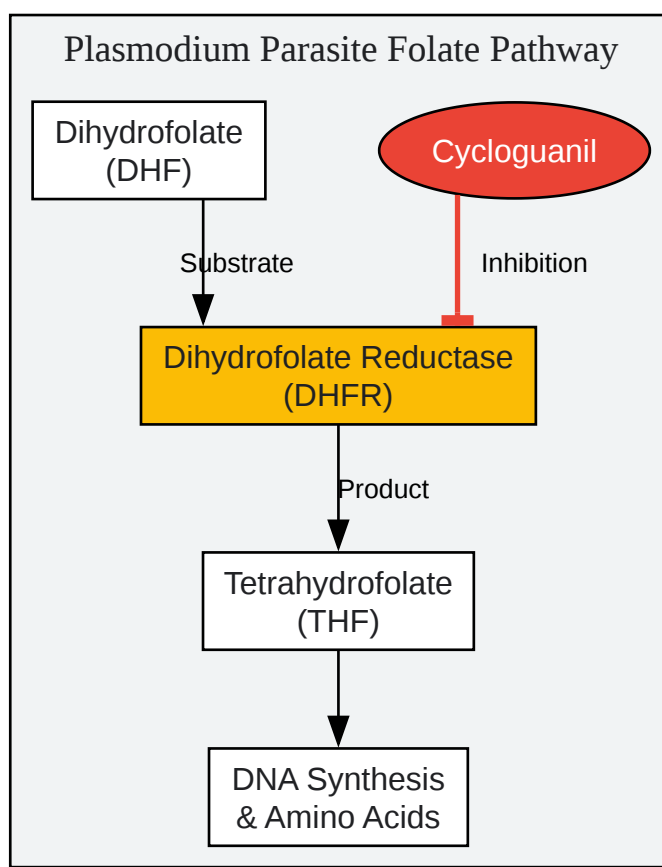 Plasmodium Parasite Folate Pathway
Dihydrofolate
(DHF)
Cycloguanil
Substrate
Inhibition
Dihydrofolate Reductase
(DHFR)
Product
Tetrahydrofolate
(THF)
DNA Synthesis
& Amino Acids